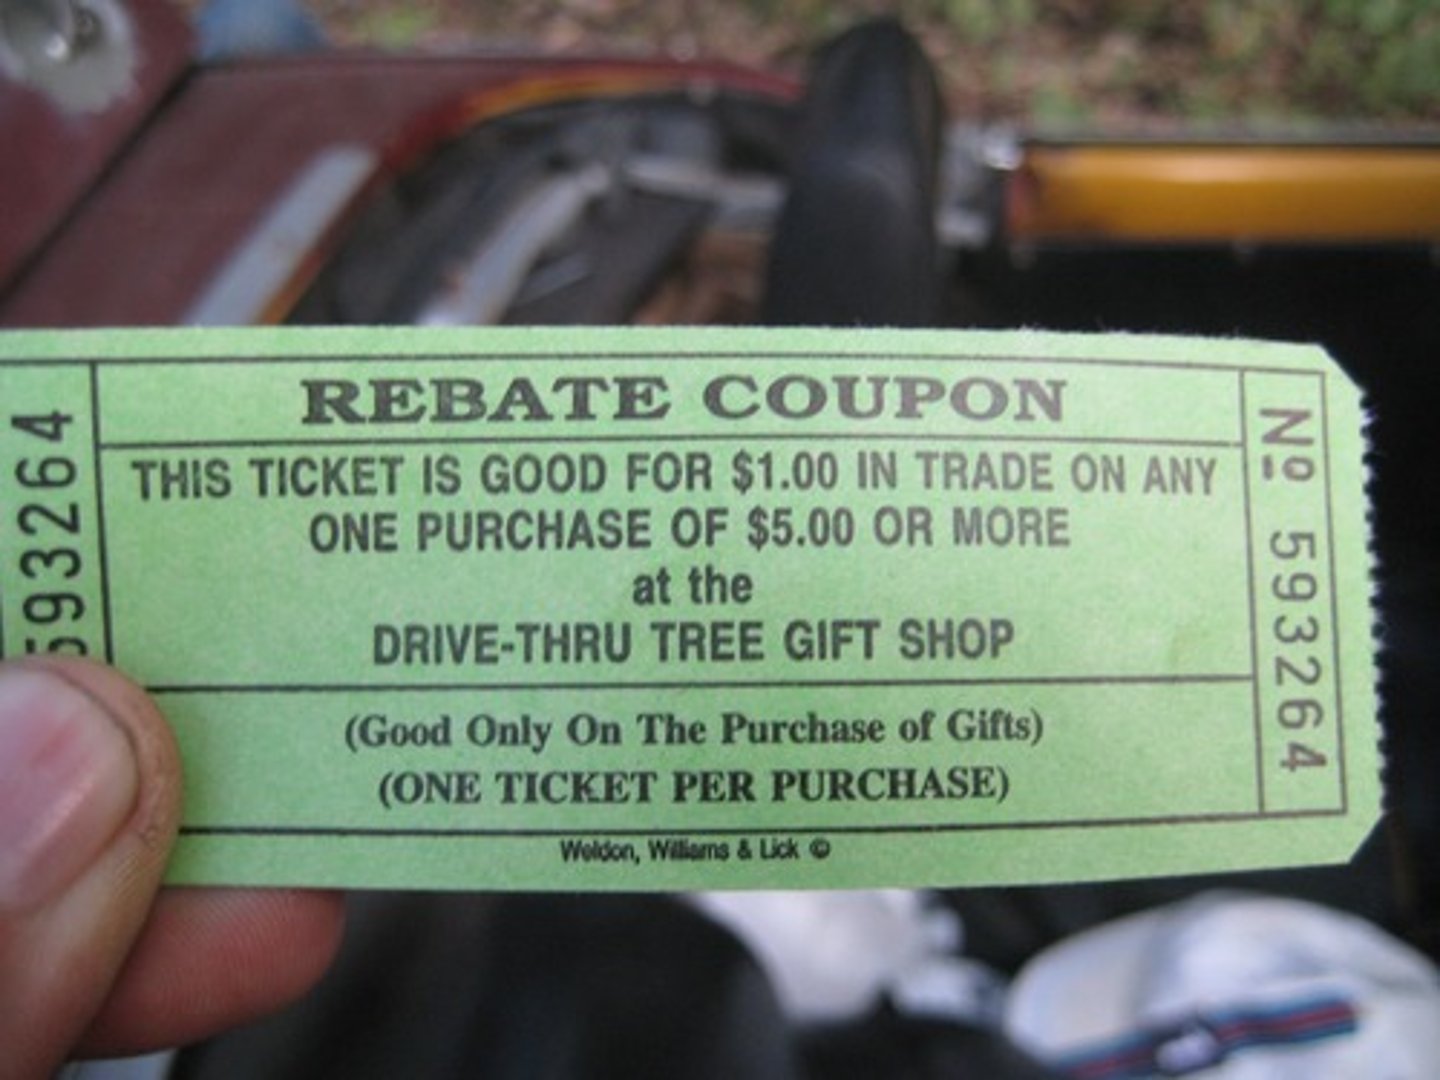 593264
REBATE COUPON
THIS TICKET IS GOOD FOR $1.00 IN TRADE ON ANY
ONE PURCHASE OF $5.00 OR MORE
at the
DRIVE-THRU TREE GIFT SHOP
(Good Only On The Purchase of Gifts)
(ONE TICKET PER PURCHASE)
Weldon, Williams & Lick ©
Nº 593264